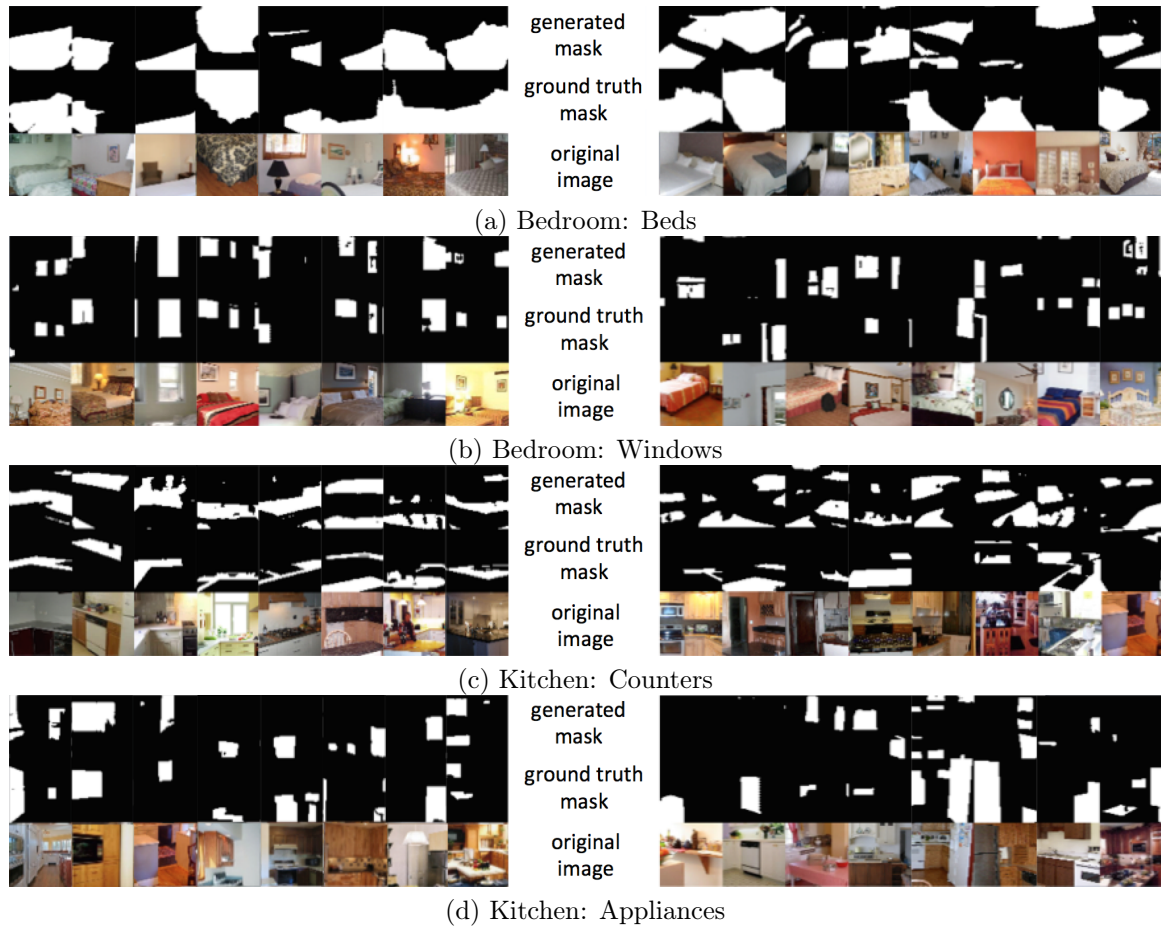 generated
mask
ground truth
mask
original
image
(a) Bedroom: Beds
generated
mask
ground truth
mask
original
image
(b) Bedroom: Windows
generated
mask
ground truth
mask
original
image
(c) Kitchen: Counters
generated
mask
ground truth
mask
original
image
(d) Kitchen: Appliances